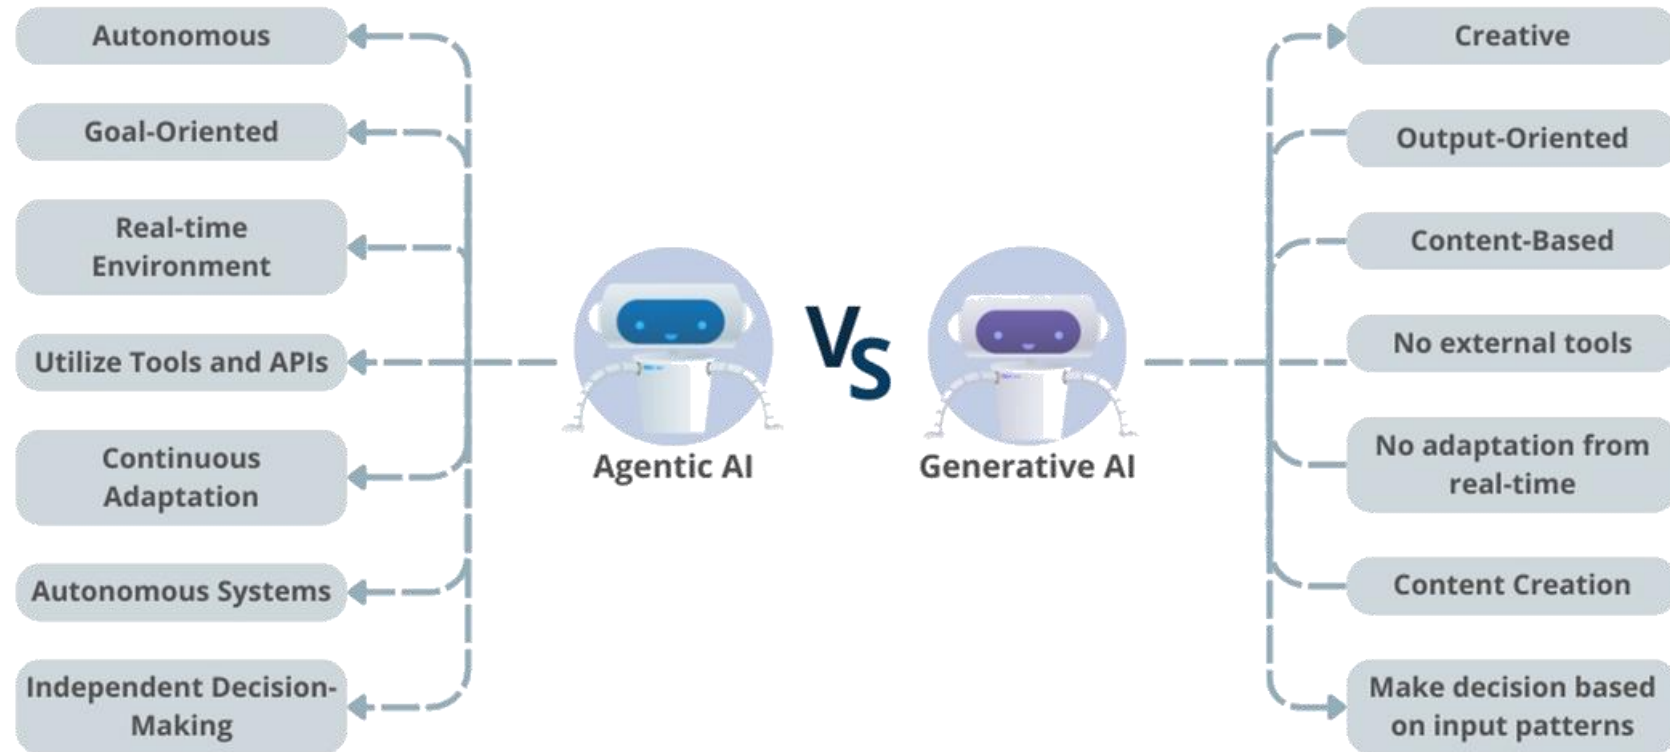 Autonomous
Goal-Oriented
Real-time
Environment
Utilize Tools and APIs
Continuous
Adaptation
Autonomous Systems
Independent Decision-
Making
Agentic AI
VS
Generative AI
Creative
Output-Oriented
Content-Based
No external tools
No adaptation from
real-time
Content Creation
Make decision based
on input patterns